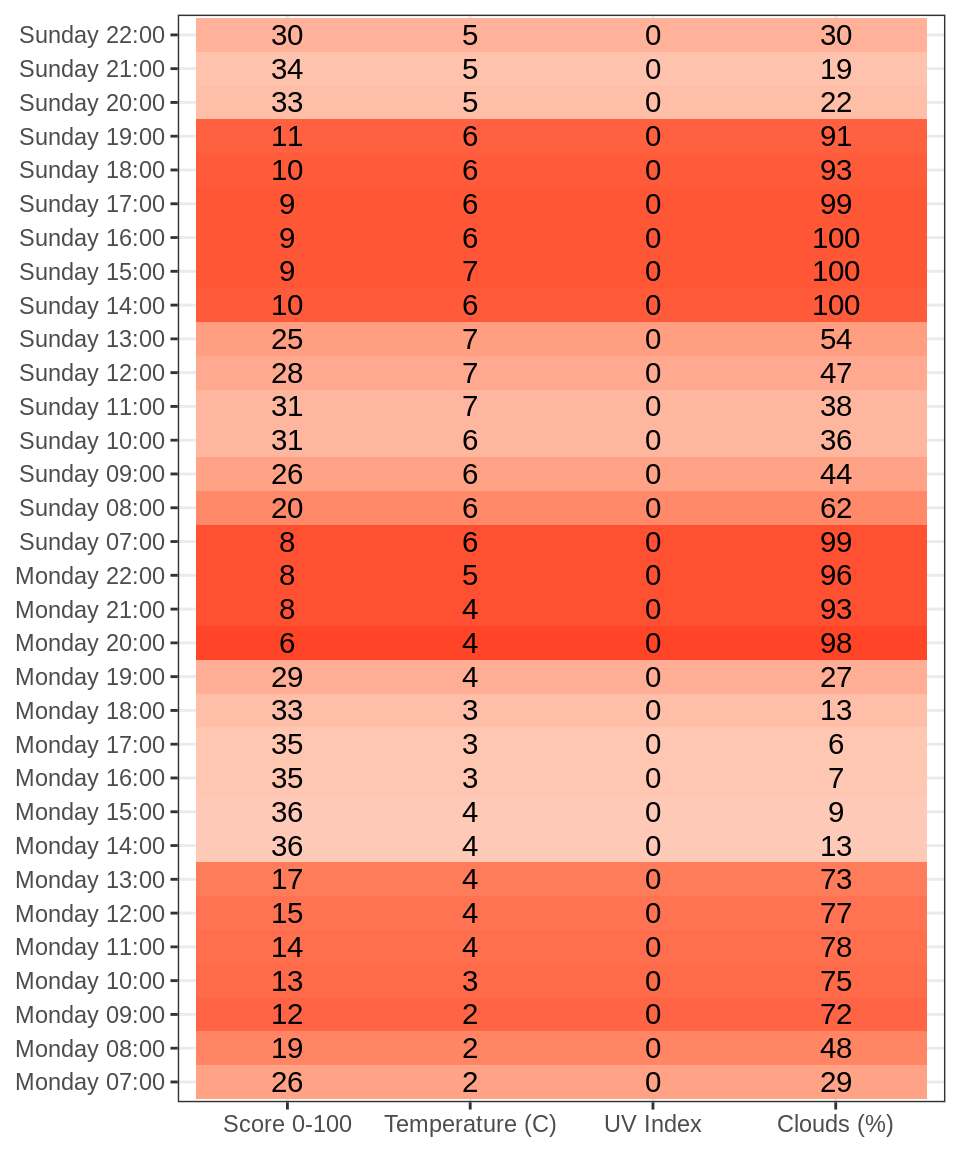 Sunday 22:00 30 5 0 30
Sunday 21:00 34 5 0 19
Sunday 20:00 33 5 0 22
Sunday 19:00 11 6 0 91
Sunday 18:00 10 6 0 93
Sunday 17:00 9 6 0 99
Sunday 16:00 9 6 0 100
Sunday 15:00 9 7 0 100
Sunday 14:00 10 6 0 100
Sunday 13:00 25 7 0 54
Sunday 12:00 28 7 0 47
Sunday 11:00 31 7 0 38
Sunday 10:00 31 6 0 36
Sunday 09:00 26 6 0 44
Sunday 08:00 20 6 0 62
Sunday 07:00 8 6 0 99
Monday 22:00 8 5 0 96
Monday 21:00 8 4 0 93
Monday 20:00 6 4 0 98
Monday 19:00 29 4 0 27
Monday 18:00 33 3 0 13
Monday 17:00 35 3 0 6
Monday 16:00 35 3 0 7
Monday 15:00 36 4 0 9
Monday 14:00 36 4 0 13
Monday 13:00 17 4 0 73
Monday 12:00 15 4 0 77
Monday 11:00 14 4 0 78
Monday 10:00 13 3 0 75
Monday 09:00 12 2 0 72
Monday 08:00 19 2 0 48
Monday 07:00 26 2 0 29
Score 0-100 Temperature (C) UV Index Clouds (%)